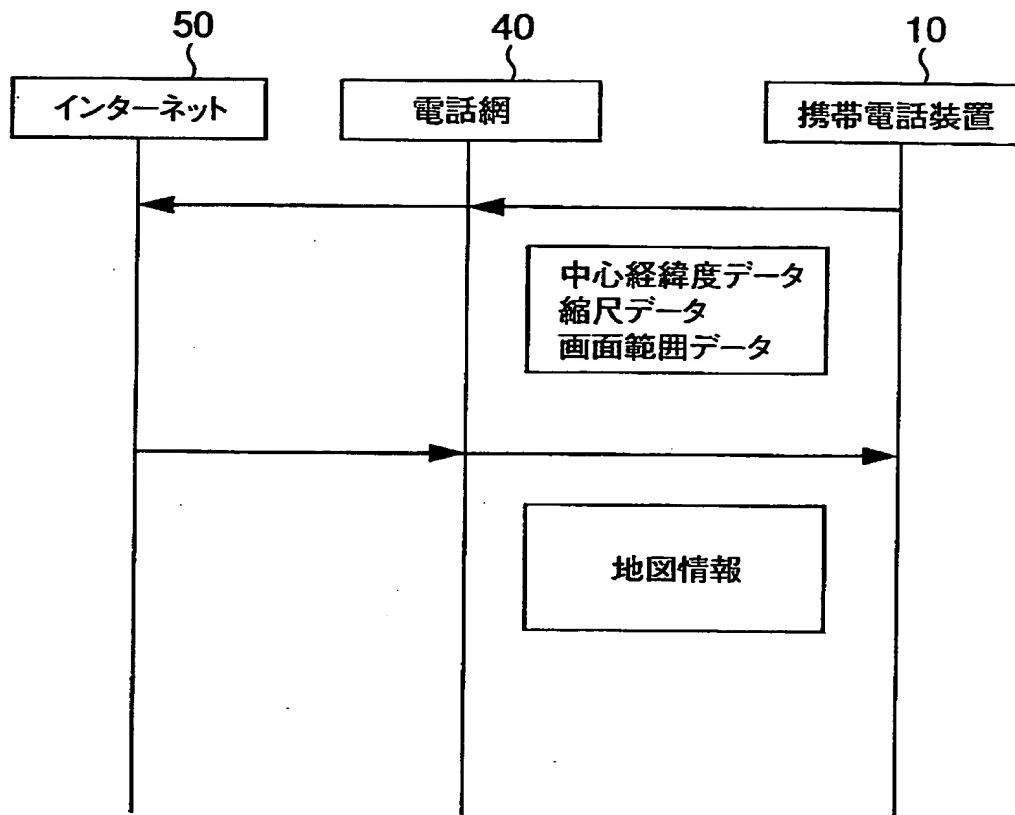 50
40
10
インターネット
電話網
携帯電話装置
中心経緯度データ
縮尺データ
画面範囲データ
地図情報